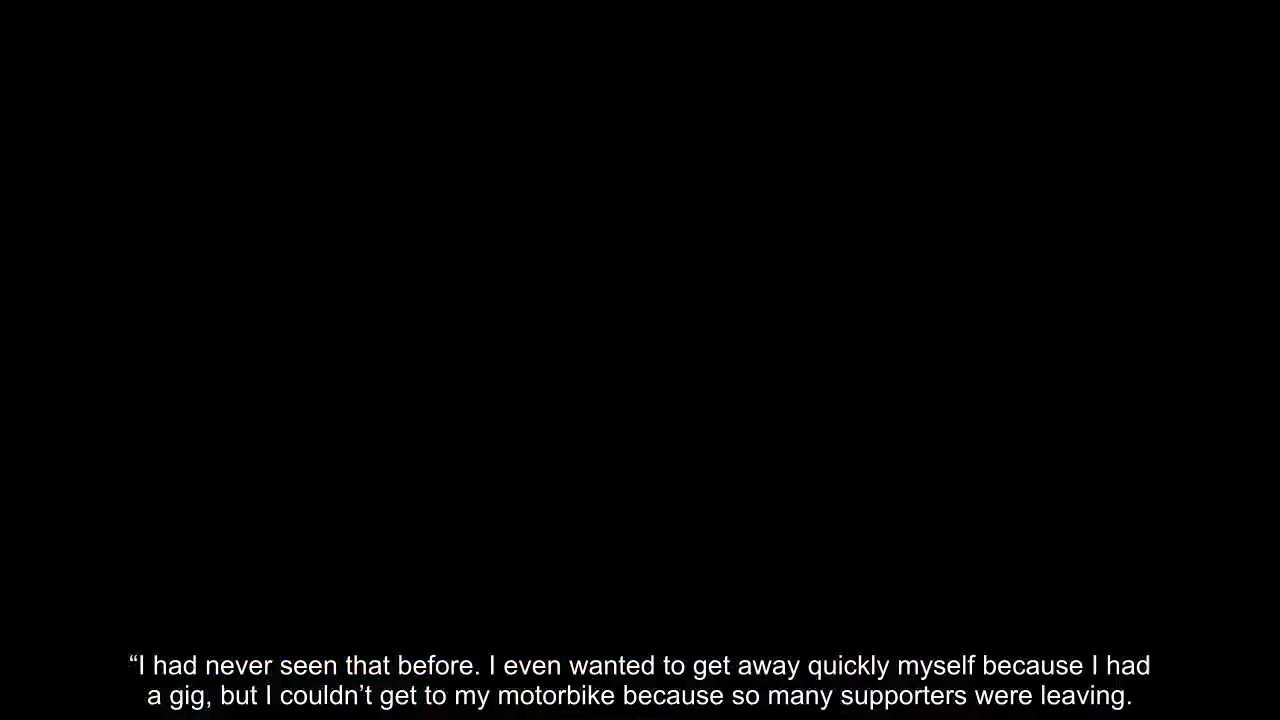 “I had never seen that before. I even wanted to get away quickly myself because I had
a gig, but I couldn’t get to my motorbike because so many supporters were leaving.